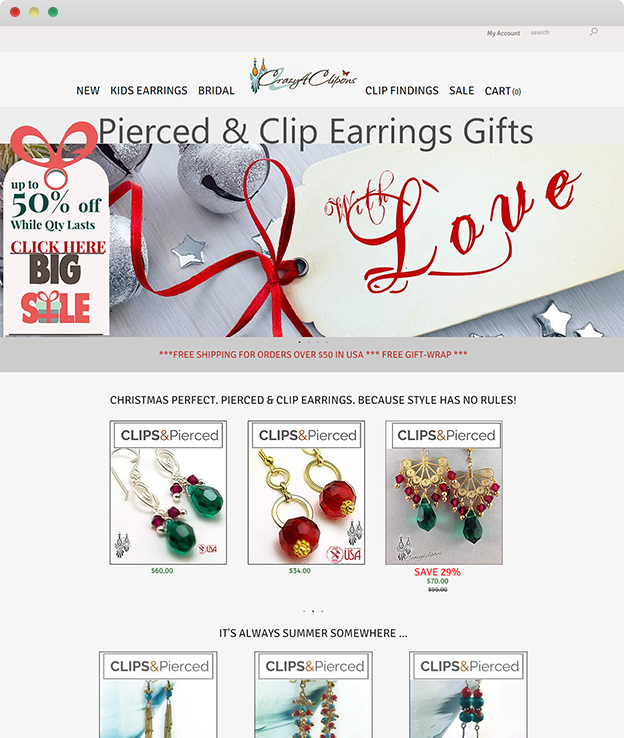 My Account search
NEW KIDS EARRINGS BRIDAL CrazyAClipons CLIP FINDINGS SALE CART (0)
Pierced & Clip Earrings Gifts
up to
50% off
While Qty Lasts
CLICK HERE
BIG
SALE
With
Love
***FREE SHIPPING FOR ORDERS OVER $50 IN USA *** FREE GIFT-WRAP ***
CHRISTMAS PERFECT. PIERCED & CLIP EARRINGS. BECAUSE STYLE HAS NO RULES!
CLIPS&Pierced CLIPS&Pierced CLIPS&Pierced
USA USA
$60.00 $34.00 SAVE 29%
$70.00
$99.00
IT'S ALWAYS SUMMER SOMEWHERE ...
CLIPS&Pierced CLIPS&Pierced CLIPS&Pierced